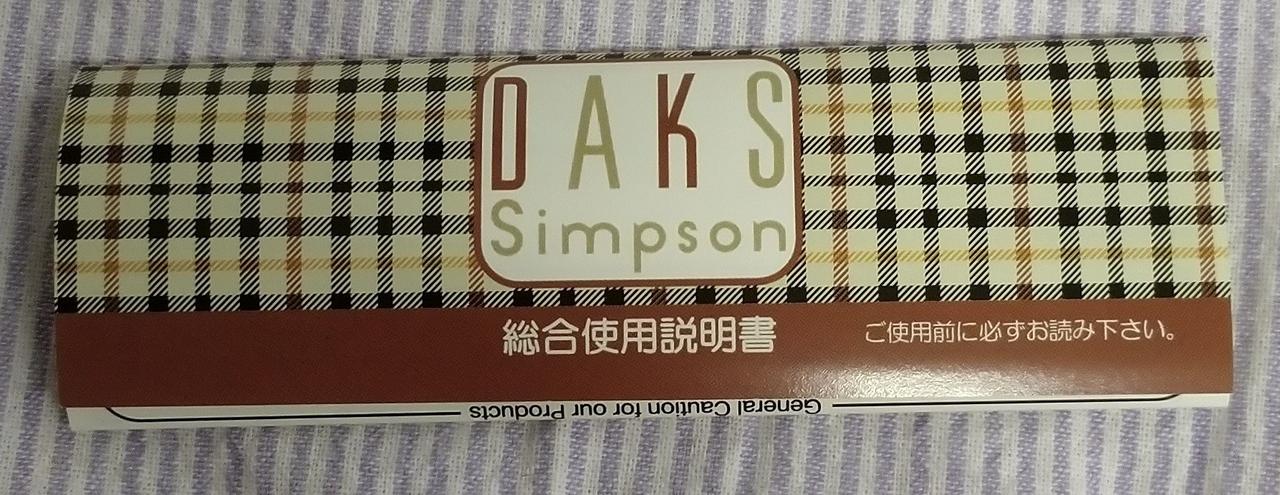 DAKS
Simpson
総合使用説明書
ご使用前に必ずお読み下さい。
General Caution for our Products